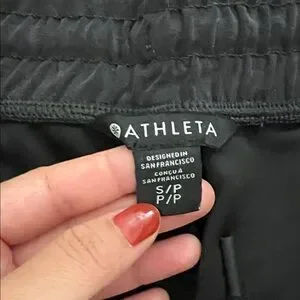 ATHLETA
DESIGNED IN
SAN FRANCISCO
CONÇU À
SAN FRANCISCO
S/P
P/P